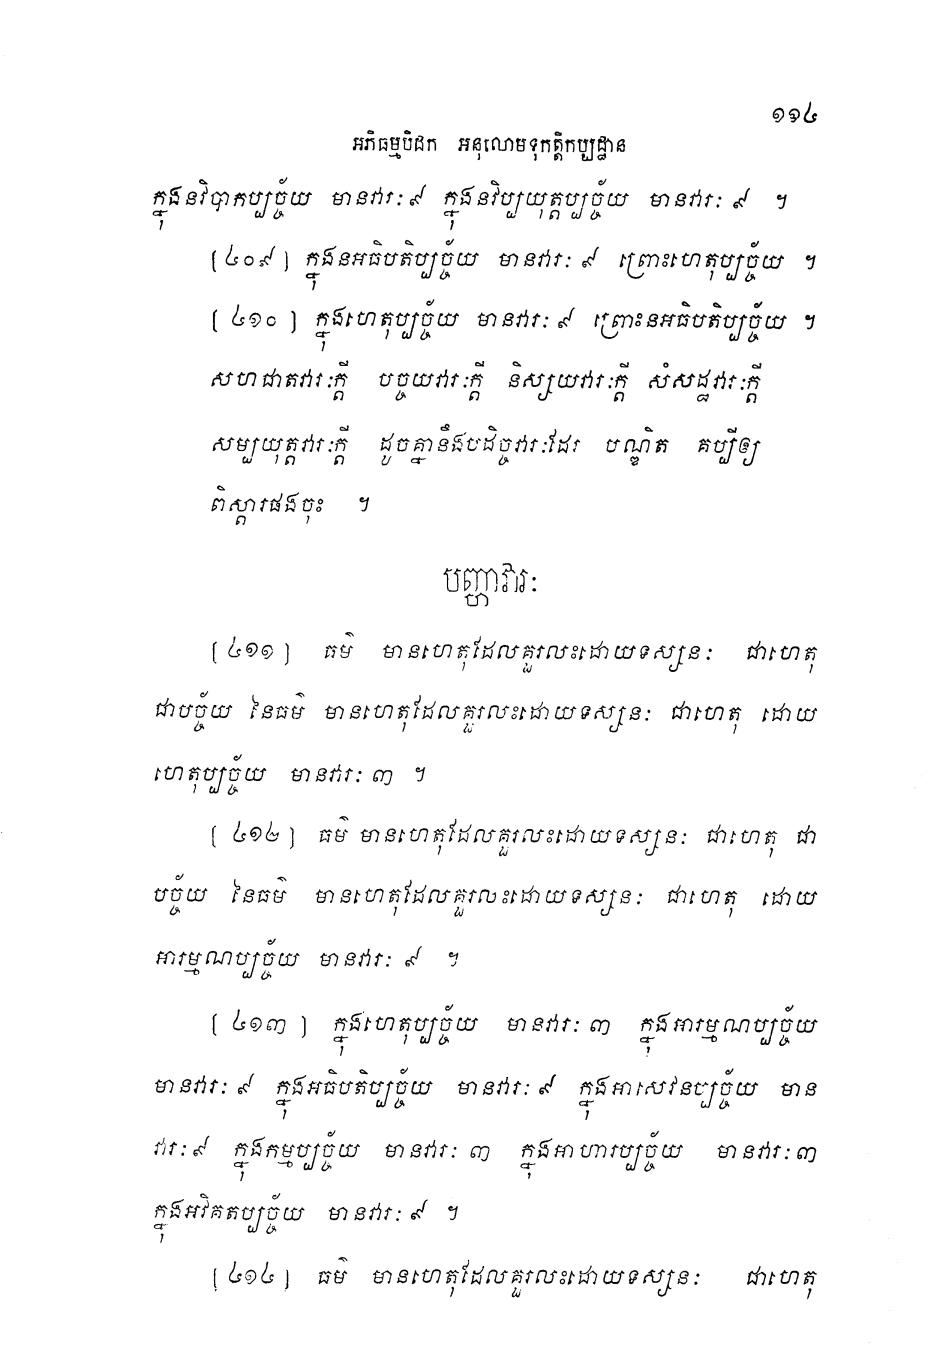 ១១៤
អភិធម្មបិដក អនុលោមទុកត្តិកប្បដ្ឋាន
ក្នុងនវិបាកប្បច្ច័យ មានវារៈ ៩ ក្នុងនវិប្បយុត្តប្បច្ច័យ មានវារៈ ៩ ។
[៤០៩] ក្នុងនអធិបតិប្បច្ច័យ មានវារៈ ៩ ព្រោះហេតុប្បច្ច័យ ។
[៤១០] ក្នុងហេតុប្បច្ច័យ មានវារៈ ៩ ព្រោះនអធិបតិប្បច្ច័យ ។
សហជាតវារៈក្តី បច្ចយវារៈក្តី និស្សយវារៈក្តី សំសដ្ឋវារៈក្តី
សម្បយុត្តវារៈក្តី ដូចគ្នានឹងបដិច្ចវារៈដែរ បណ្ឌិត គប្បីឲ្យ
ពិស្តារផងចុះ ។
បញ្ហាវារៈ
[៤១១] ធម៌ មានហេតុដែលគួរលះដោយទស្សនៈ ជាហេតុ
ជាបច្ច័យ នៃធម៌ មានហេតុដែលគួរលះដោយទស្សនៈ ជាហេតុ ដោយ
ហេតុប្បច្ច័យ មានវារៈ ៣ ។
[៤១២] ធម៌ មានហេតុដែលគួរលះដោយទស្សនៈ ជាហេតុ ជា
បច្ច័យ នៃធម៌ មានហេតុដែលគួរលះដោយទស្សនៈ ជាហេតុ ដោយ
អារម្មណប្បច្ច័យ មានវារៈ ៩ ។
[៤១៣] ក្នុងហេតុប្បច្ច័យ មានវារៈ ៣ ក្នុងអារម្មណប្បច្ច័យ
មានវារៈ ៩ ក្នុងអធិបតិប្បច្ច័យ មានវារៈ ៩ ក្នុងអាសេវនប្បច្ច័យ មាន
វារៈ ៩ ក្នុងកម្មប្បច្ច័យ មានវារៈ ៣ ក្នុងអាហារប្បច្ច័យ មានវារៈ ៣
ក្នុងអវិគតប្បច្ច័យ មានវារៈ ៩ ។
[៤១៤] ធម៌ មានហេតុដែលគួរលះដោយទស្សនៈ ជាហេតុ